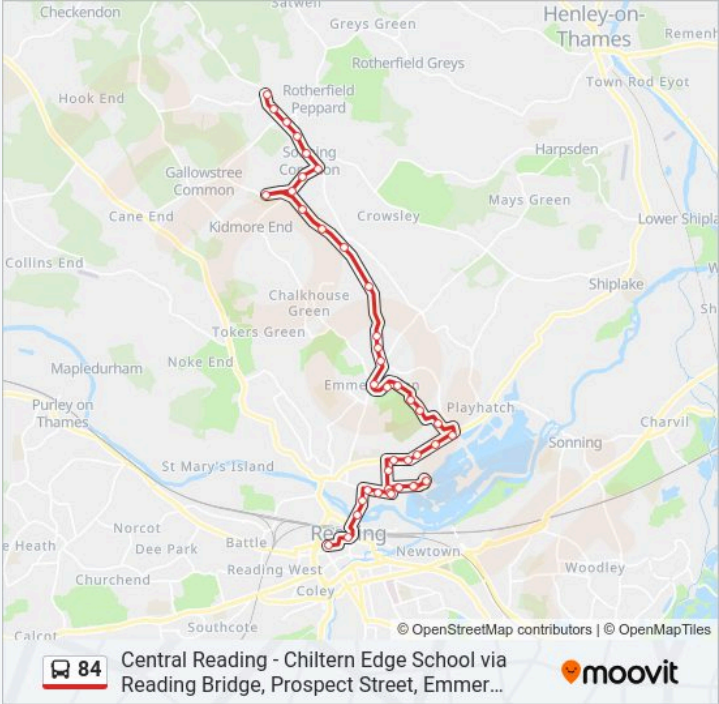 Checkendon
Satwell
Greys Green
Henley-on-
Thames
Rotherfield Greys
Town Rod Eyot
Hook End
Rotherfield
Peppard
Harpsden
Gallowstree
Common
Mays Green
Cane End
Crowsley
Kidmore End
Collins End
Shiplake
Chalkhouse
Green
Tokers Green
Noke End
Mapledurham
Purley on
Thames
Playhatch
Charvil
Sonning
St Mary's Island
Norcot
Dee Park
Battle
Newtown
e Heath
Reading West
Woodley
Churchend
Coley
Southcote
Calcot
© OpenStreetMap contributors | © OpenMapTiles
84
Central Reading - Chiltern Edge School via
Reading Bridge, Prospect Street, Emmer...
moovit